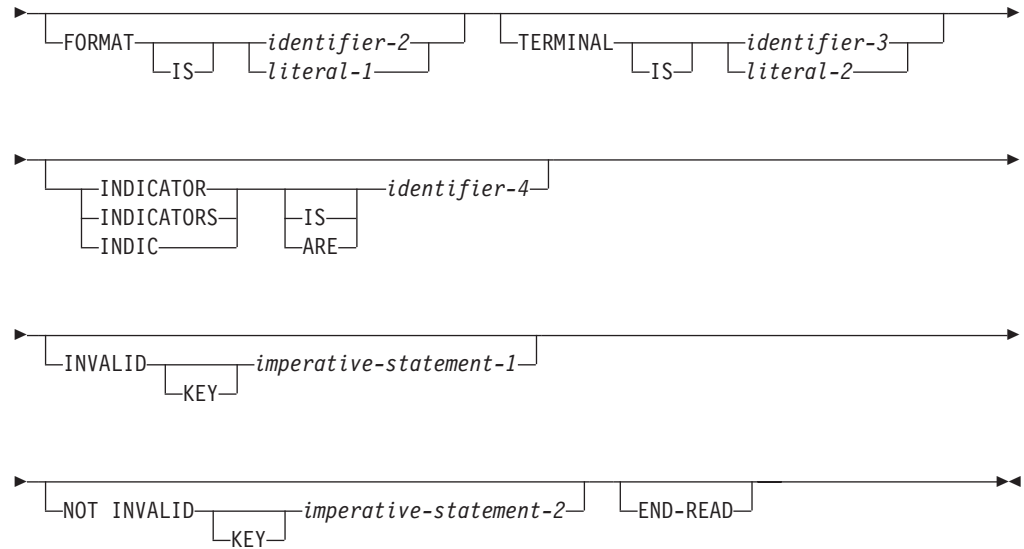 FORMAT IS identifier-2 literal-1 TERMINAL IS identifier-3 literal-2
INDICATOR INDICATORS INDIC IS ARE identifier-4
INVALID KEY imperative-statement-1
NOT INVALID KEY imperative-statement-2 END-READ